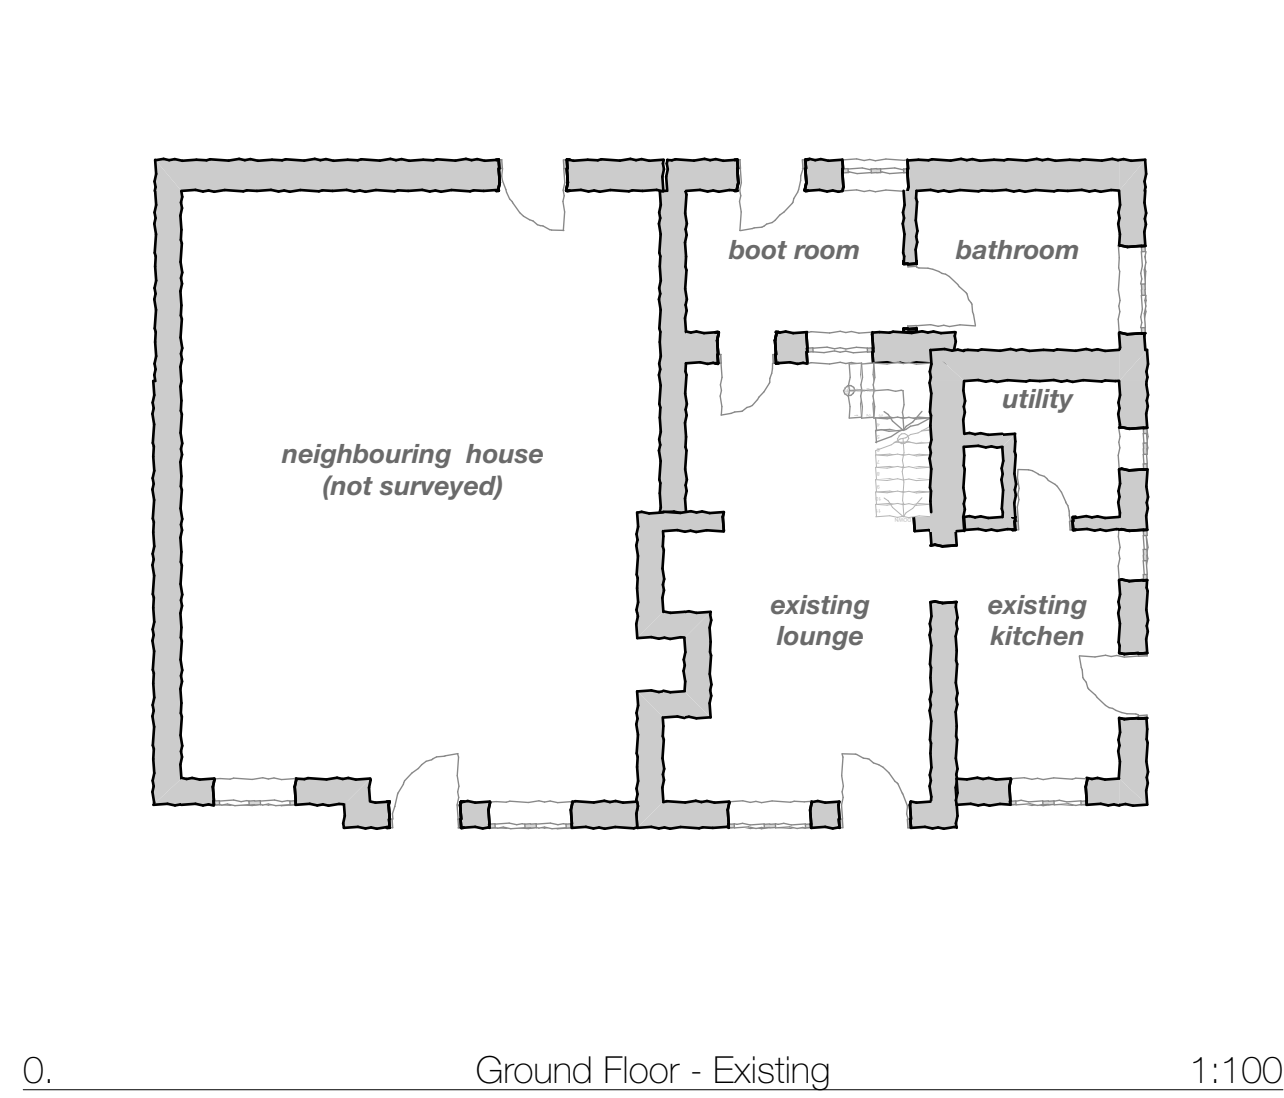 boot room
bathroom
utility
neighbouring house
(not surveyed)
existing
lounge
existing
kitchen
0.
Ground Floor - Existing
1:100